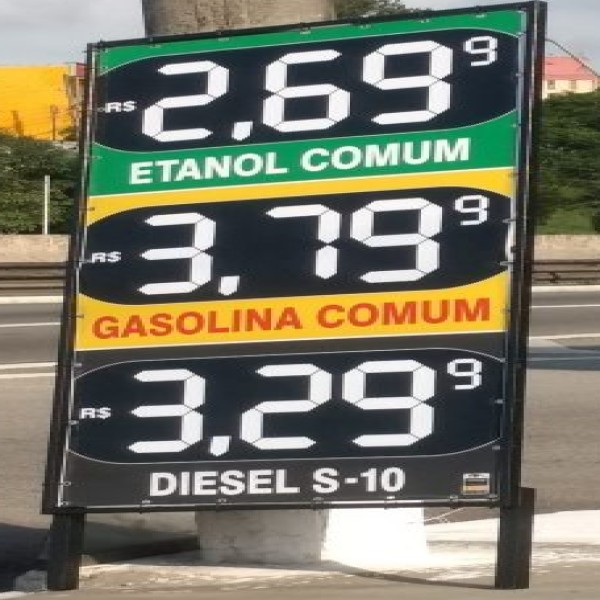 R$ 2,69 9
ETANOL COMUM
R$ 3,79 9
GASOLINA COMUM
R$ 3,29 9
DIESEL S-10